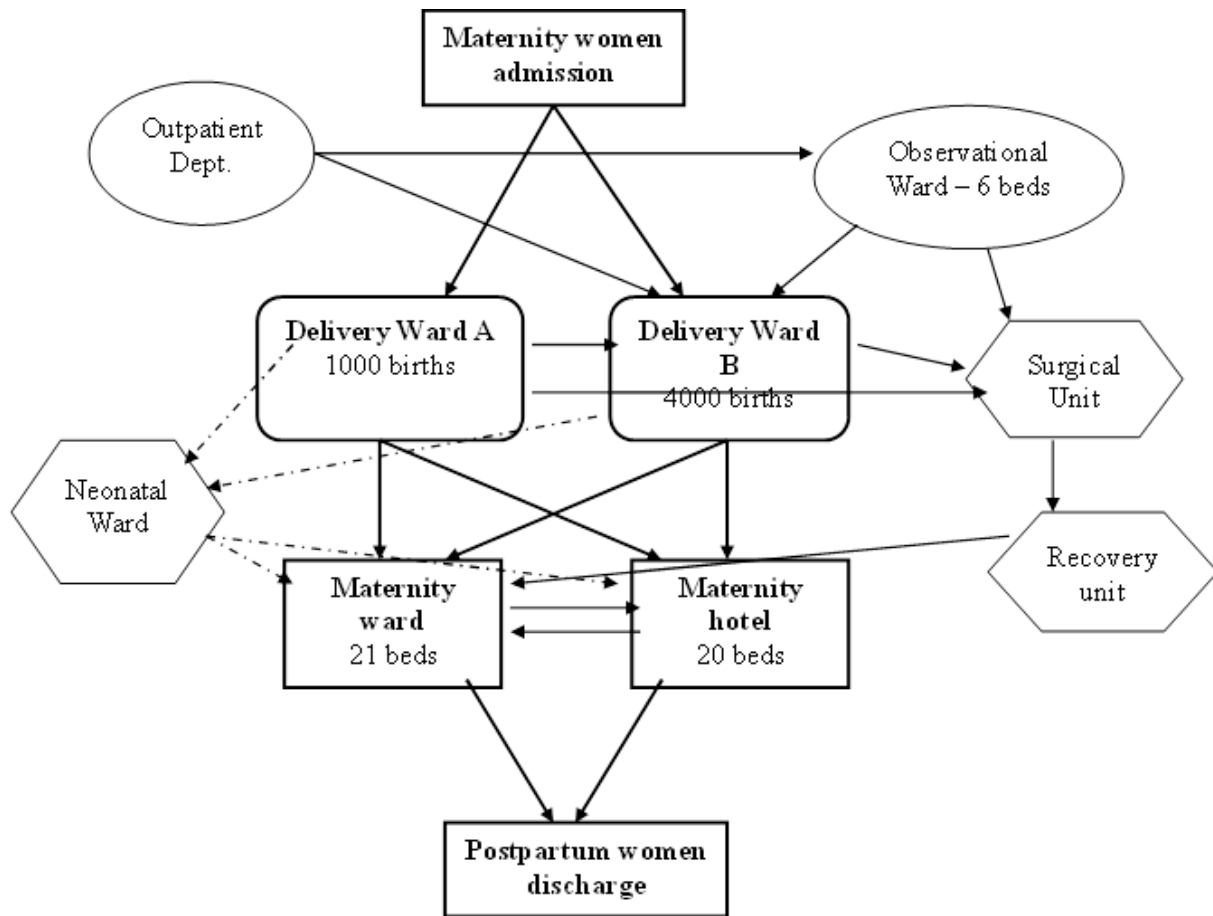 Maternity women
admission
Outpatient
Dept.
Observational
Ward – 6 beds
Delivery Ward A
1000 births
Delivery Ward
B
4000 births
Surgical
Unit
Neonatal
Ward
Recovery
unit
Maternity
ward
21 beds
Maternity
hotel
20 beds
Postpartum women
discharge